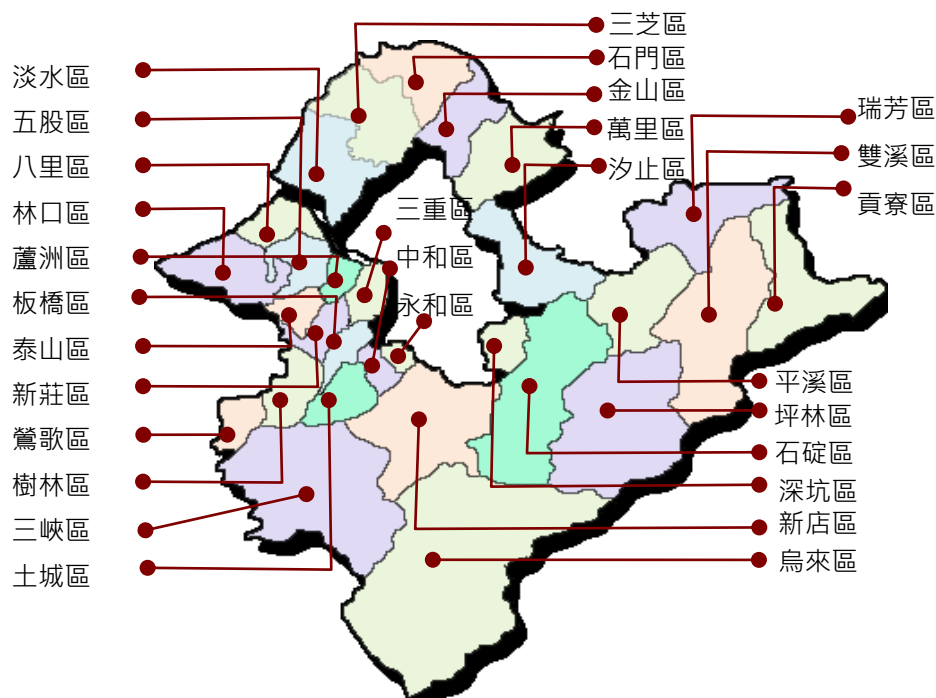 淡水區
五股區
八里區
林口區
蘆洲區
板橋區
泰山區
新莊區
鶯歌區
樹林區
三峽區
土城區
三重區
中和區
永和區
三芝區
石門區
金山區
萬里區
汐止區
瑞芳區
雙溪區
貢寮區
平溪區
坪林區
石碇區
深坑區
新店區
烏來區